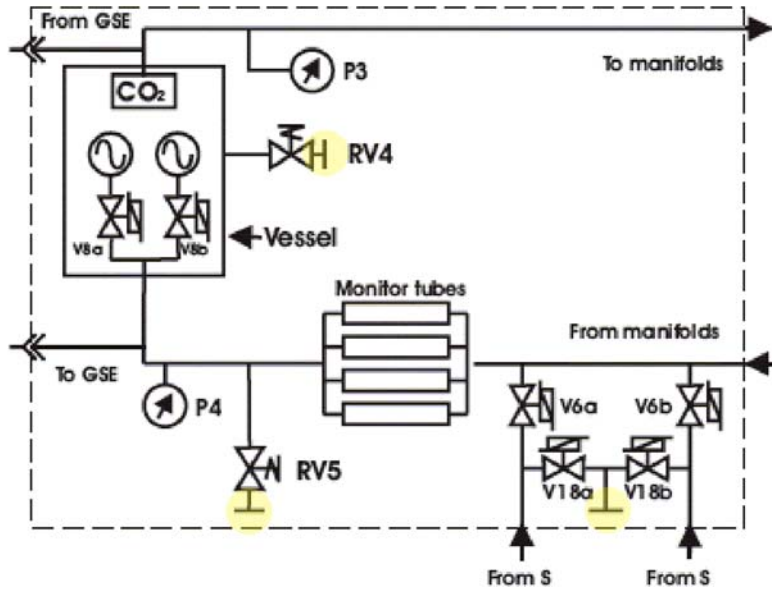 From GSE
To manifolds
P3
CO₂
RV4
V8a
V8b
Vessel
Monitor tubes
From manifolds
To GSE
P4
V6a
V6b
RV5
V18a
V18b
From S
From S